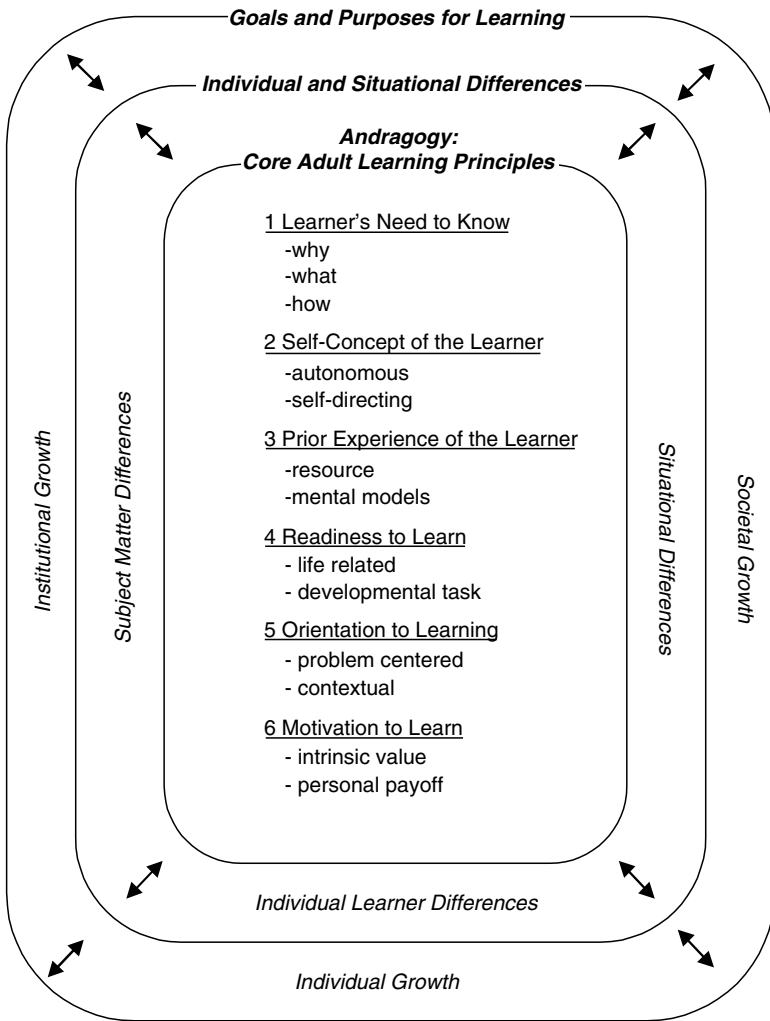 Goals and Purposes for Learning
Individual and Situational Differences
Andragogy:
Core Adult Learning Principles
1 Learner's Need to Know
-why
-what
-how
2 Self-Concept of the Learner
-autonomous
-self-directing
3 Prior Experience of the Learner
-resource
-mental models
4 Readiness to Learn
- life related
- developmental task
5 Orientation to Learning
- problem centered
- contextual
6 Motivation to Learn
- intrinsic value
- personal payoff
Institutional Growth
Subject Matter Differences
Situational Differences
Societal Growth
Individual Learner Differences
Individual Growth